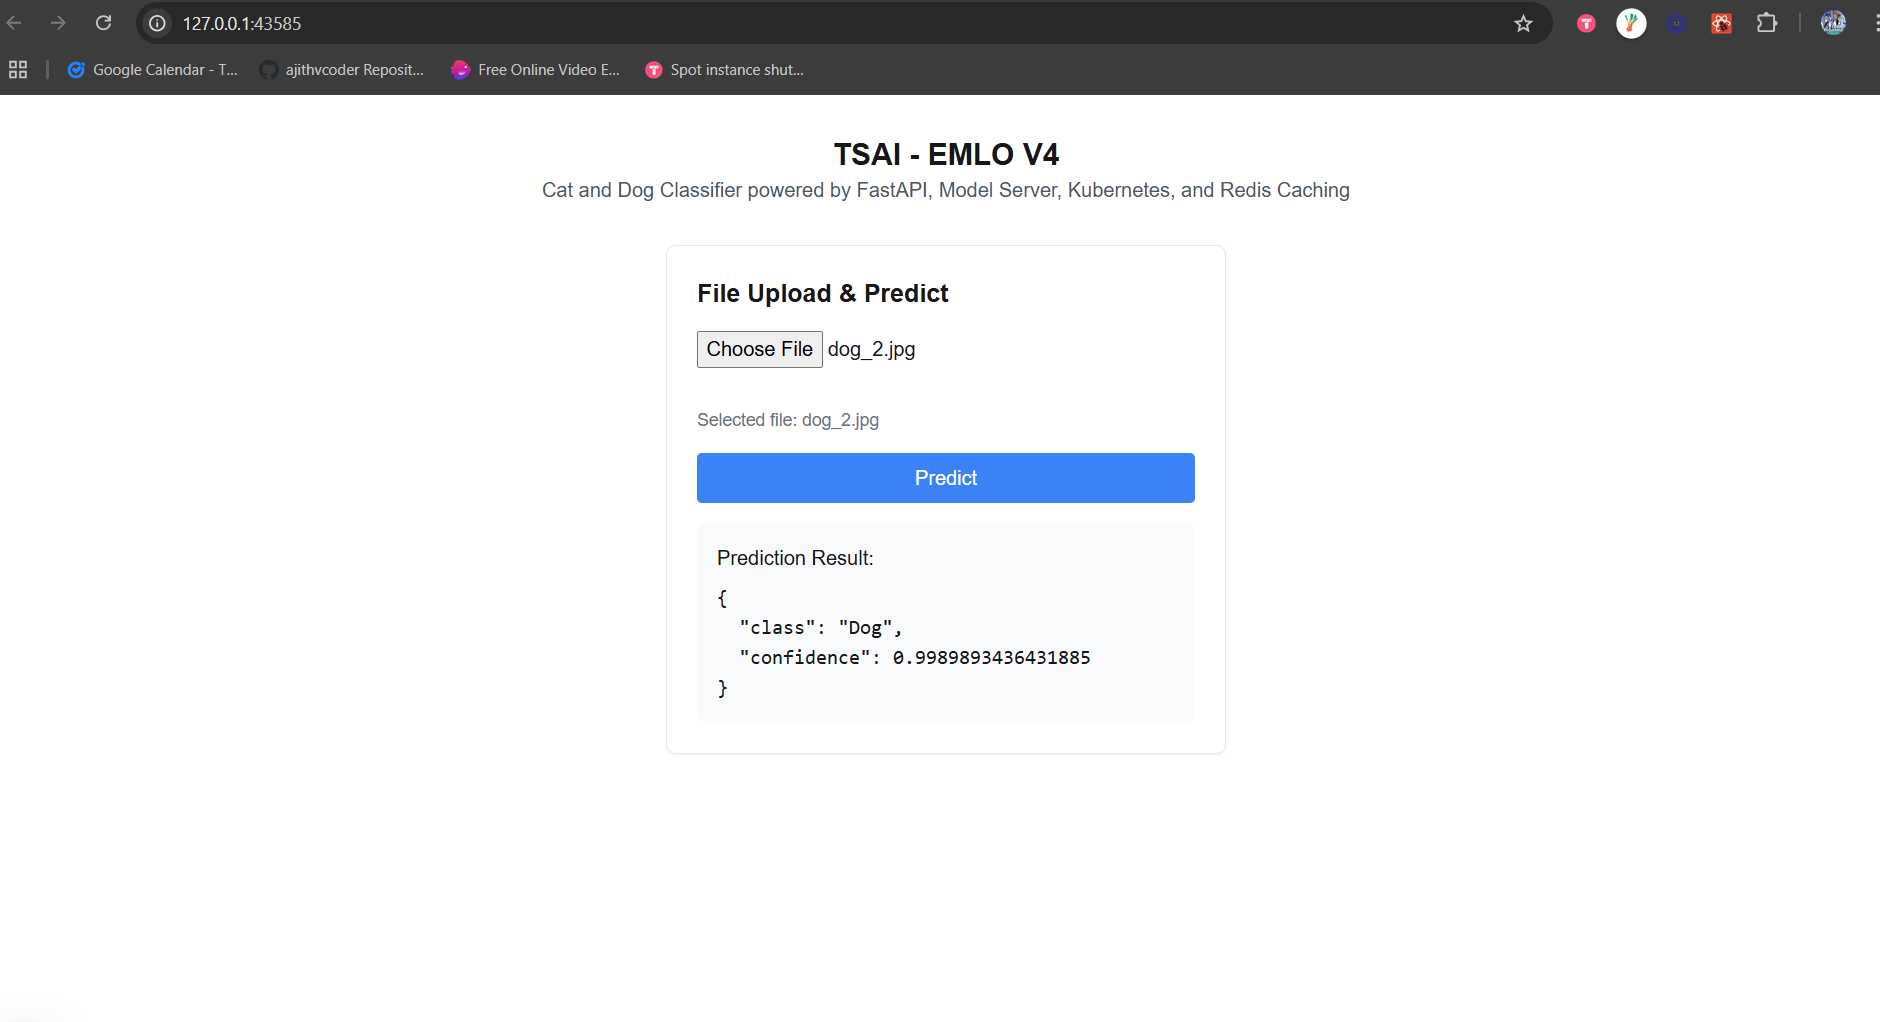 127.0.0.1:43585
Google Calendar - T...
ajithvcoder Reposit...
Free Online Video E...
Spot instance shut...
TSAI - EMLO V4
Cat and Dog Classifier powered by FastAPI, Model Server, Kubernetes, and Redis Caching
File Upload & Predict
Choose File dog_2.jpg
Selected file: dog_2.jpg
Predict
Prediction Result:
{
"class": "Dog",
"confidence": 0.9989893436431885
}